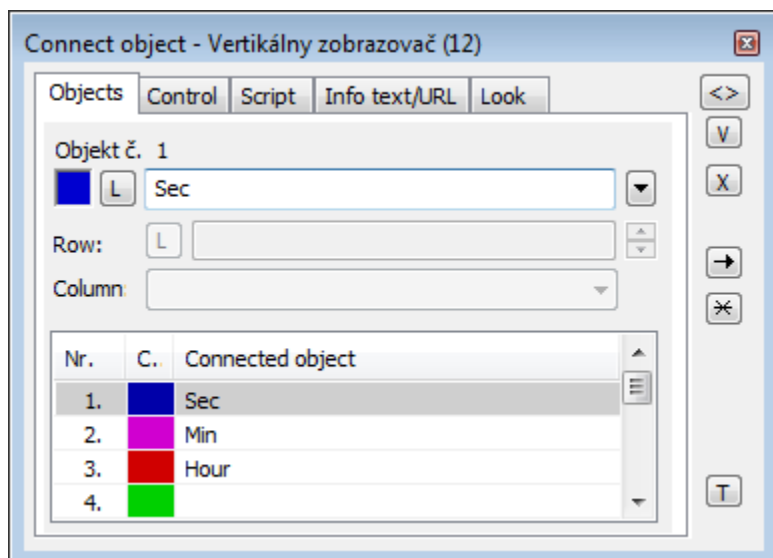 Connect object - Vertikálny zobrazovač (12)
Objects Control Script Info text/URL Look
<>
V
Objekt č. 1
L Sec
X
Row: L
Column:
Nr. C.. Connected object
1. Sec
2. Min
3. Hour
4.
T